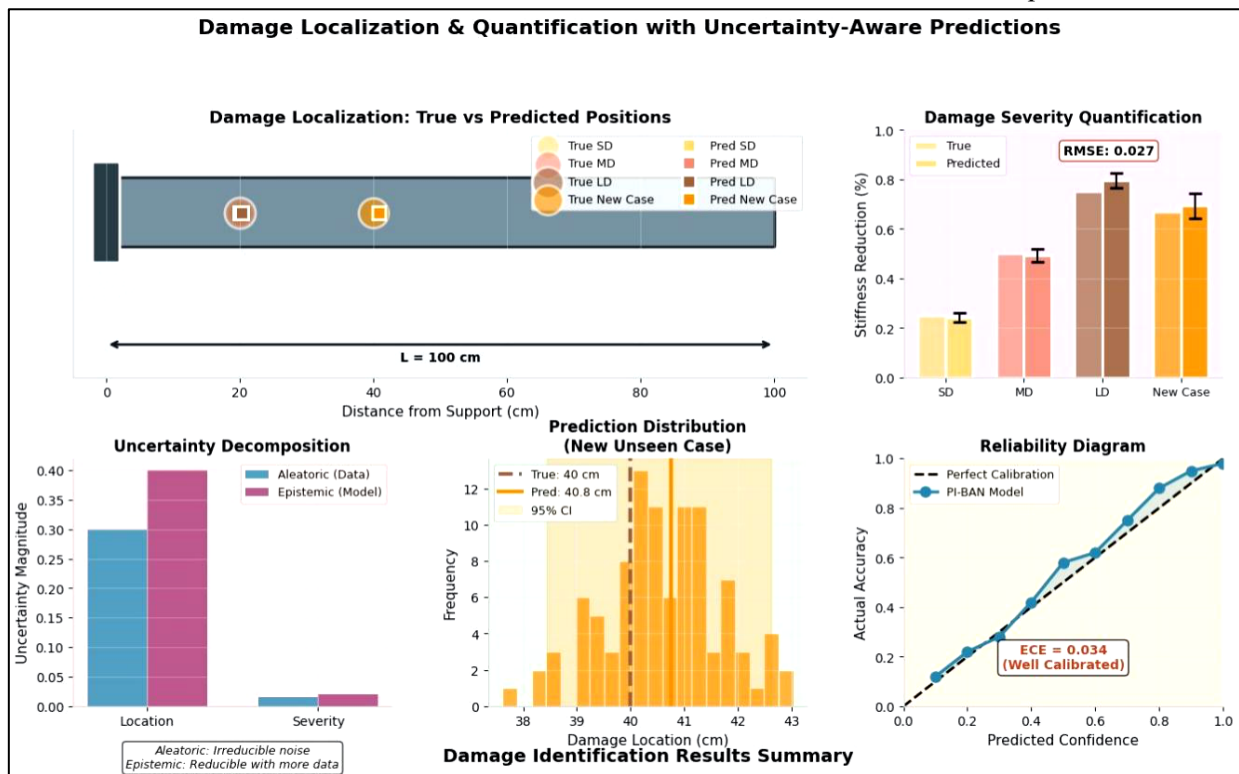 Damage Localization & Quantification with Uncertainty-Aware Predictions
Damage Localization: True vs Predicted Positions
True SD
True MD
True LD
True New Case
Pred SD
Pred MD
Pred LD
Pred New Case
L = 100 cm
0 20 40 60 80 100
Distance from Support (cm)
Damage Severity Quantification
True
Predicted
RMSE: 0.027
Stiffness Reduction (%)
1.0
0.8
0.6
0.4
0.2
0.0
SD MD LD New Case
Uncertainty Decomposition
Aleatoric (Data)
Epistemic (Model)
Uncertainty Magnitude
0.40
0.35
0.30
0.25
0.20
0.15
0.10
0.05
0.00
Location Severity
Aleatoric: Irreducible noise
Epistemic: Reducible with more data
Prediction Distribution
(New Unseen Case)
True: 40 cm
Pred: 40.8 cm
95% CI
Frequency
12
10
8
6
4
2
0
38 39 40 41 42 43
Damage Location (cm)
Reliability Diagram
Perfect Calibration
PI-BAN Model
ECE = 0.034
(Well Calibrated)
Actual Accuracy
1.0
0.8
0.6
0.4
0.2
0.0
0.0 0.2 0.4 0.6 0.8 1.0
Predicted Confidence
Damage Identification Results Summary